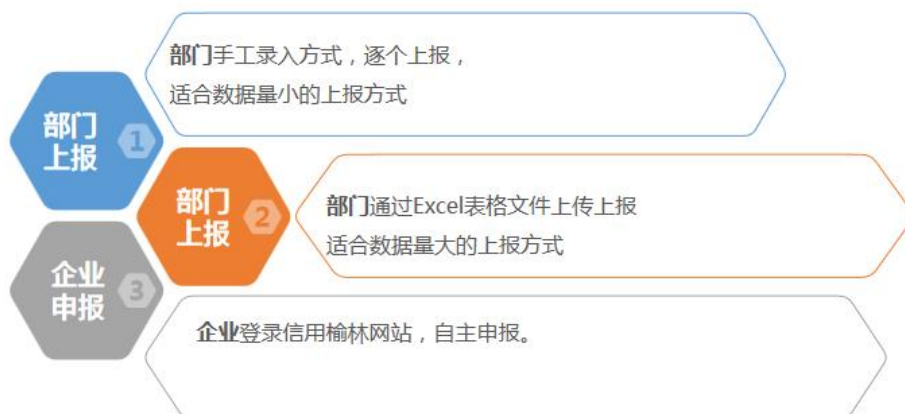 部门手工录入方式，逐个上报，
适合数据量小的上报方式
部门
上报
1
部门
上报
2
部门通过Excel表格文件上传上报
适合数据量大的上报方式
企业
申报
3
企业登录信用榆林网站，自主申报。